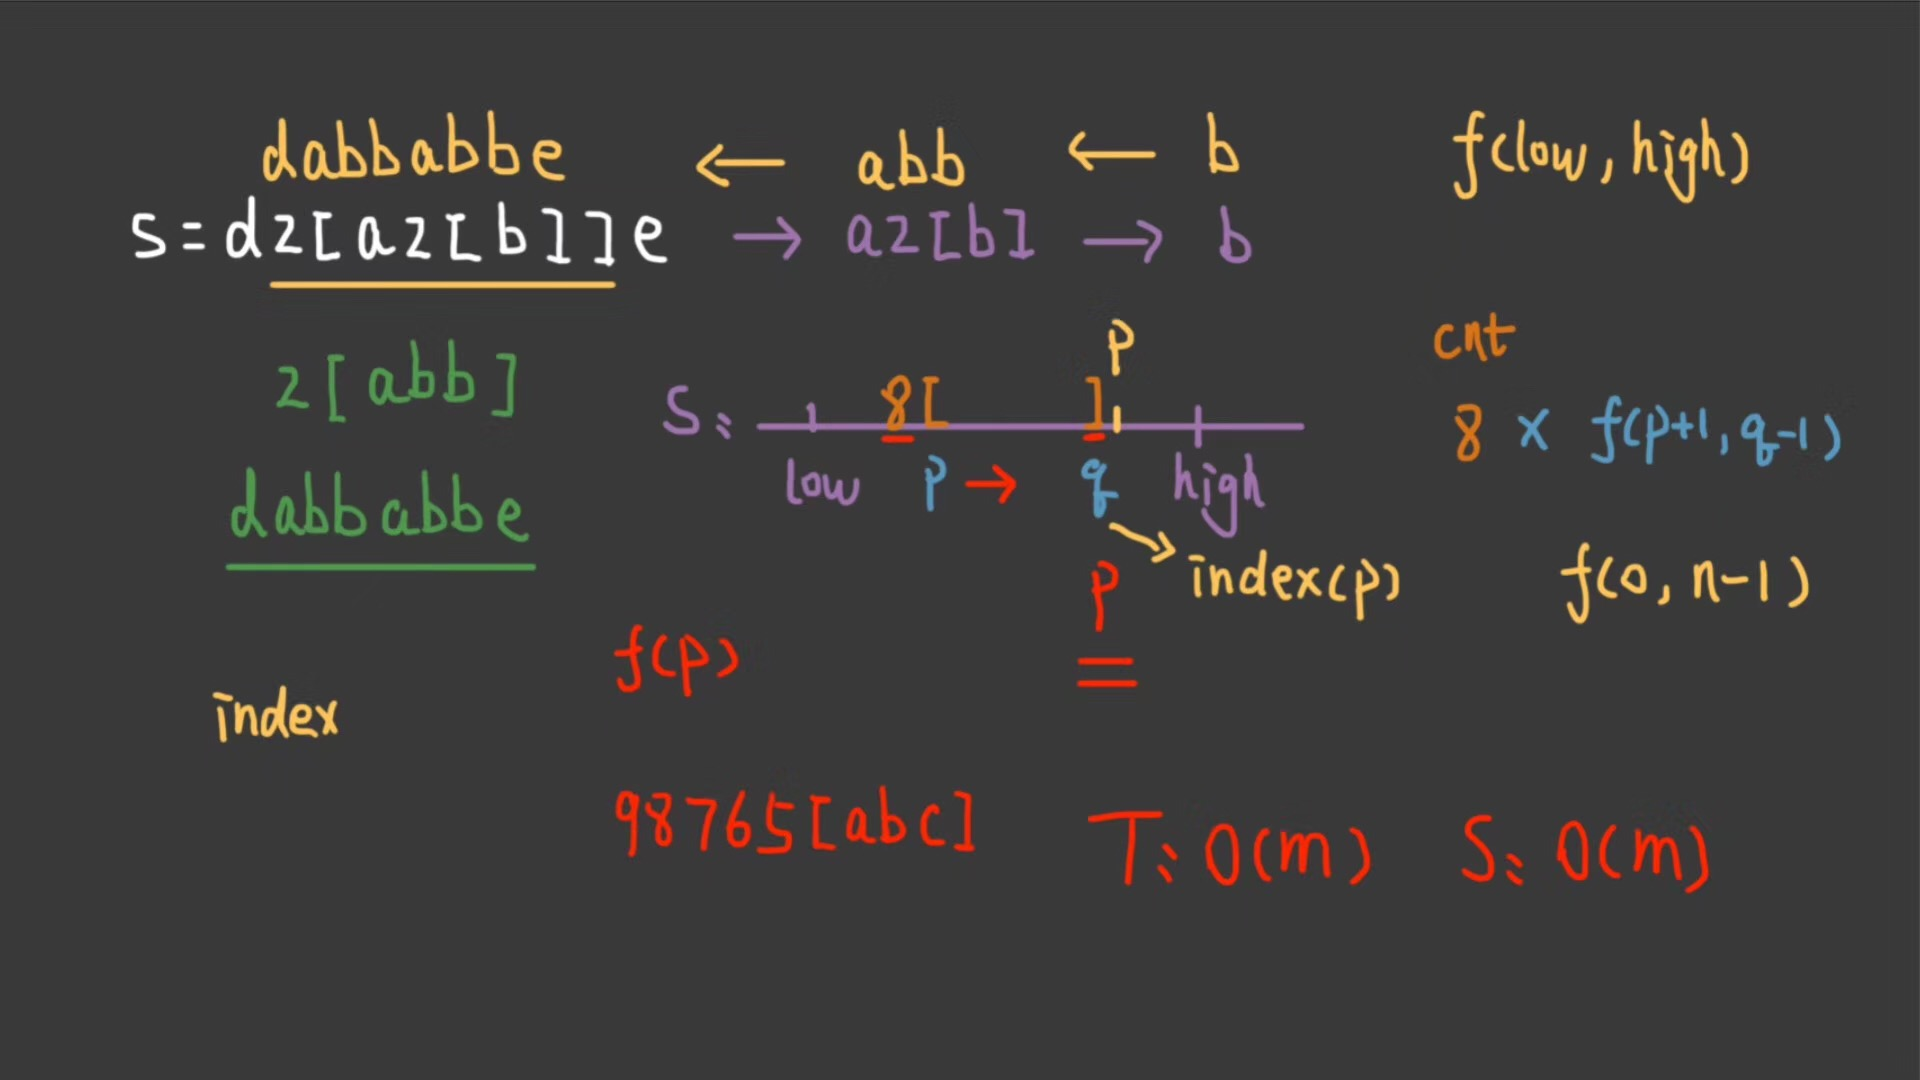 dabbabbe ← abb ← b f(low, high)
s = d2[a2[b]]e → a2[b] → b
2[abb]
dabbabbe
p
S: 8[ ]
low p → q high
index(p)
p
cnt
8 x f(p+1, q-1)
f(0, n-1)
f(p)
index
98765[abc] T: O(m) S: O(m)